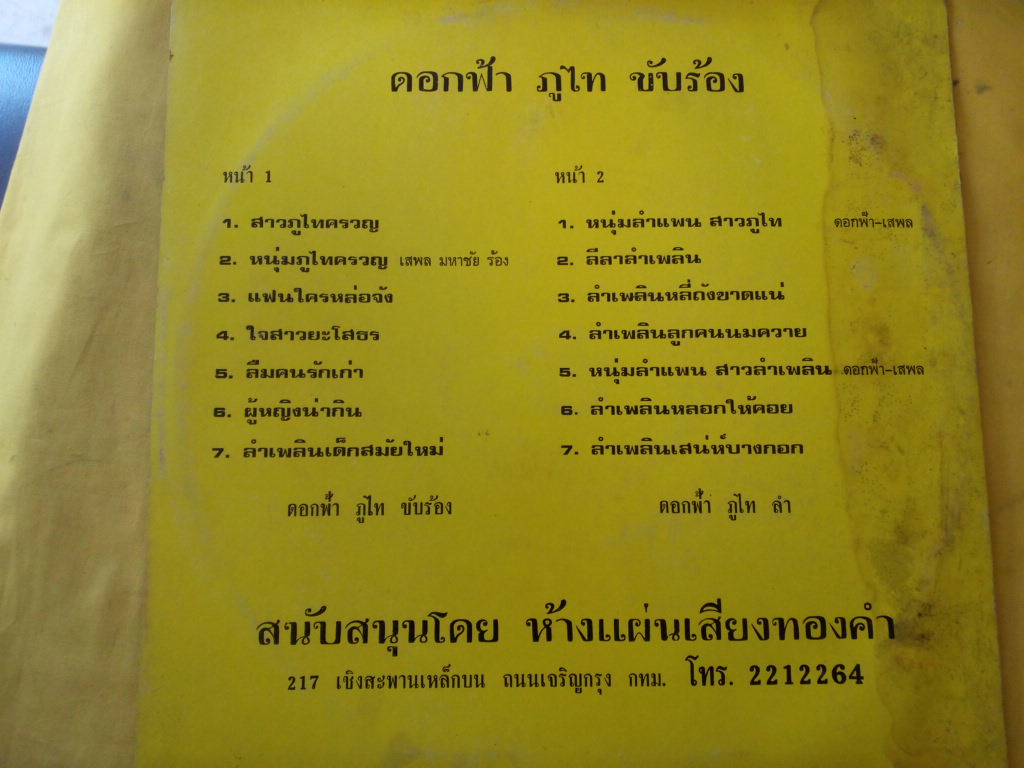 ดอกฟ้า ภูไท ขับร้อง
หน้า 1
1. สาวภูไทครวญ
2. หนุ่มภูไทครวญ เสพล มหาชัย ร้อง
3. แฟนใครหล่อจัง
4. ใจสาวยะโสธร
5. ลืมคนรักเก่า
6. ผู้หญิงน่ากิน
7. ลำเพลินเด็กสมัยใหม่
ดอกฟ้า ภูไท ขับร้อง
หน้า 2
1. หนุ่มลำแพน สาวภูไท ดอกฟ้า-เสพล
2. ลีลาลำเพลิน
3. ลำเพลินหลี่ถังขาดแน่
4. ลำเพลินลูกคนนมควาย
5. หนุ่มลำแพน สาวลำเพลิน ดอกฟ้า-เสพล
6. ลำเพลินหลอกให้คอย
7. ลำเพลินเสน่ห์บางกอก
ดอกฟ้า ภูไท ลำ
สนับสนุนโดย ห้างแผ่นเสียงทองคำ
217 เชิงสะพานเหล็กบน ถนนเจริญกรุง กทม. โทร. 2212264